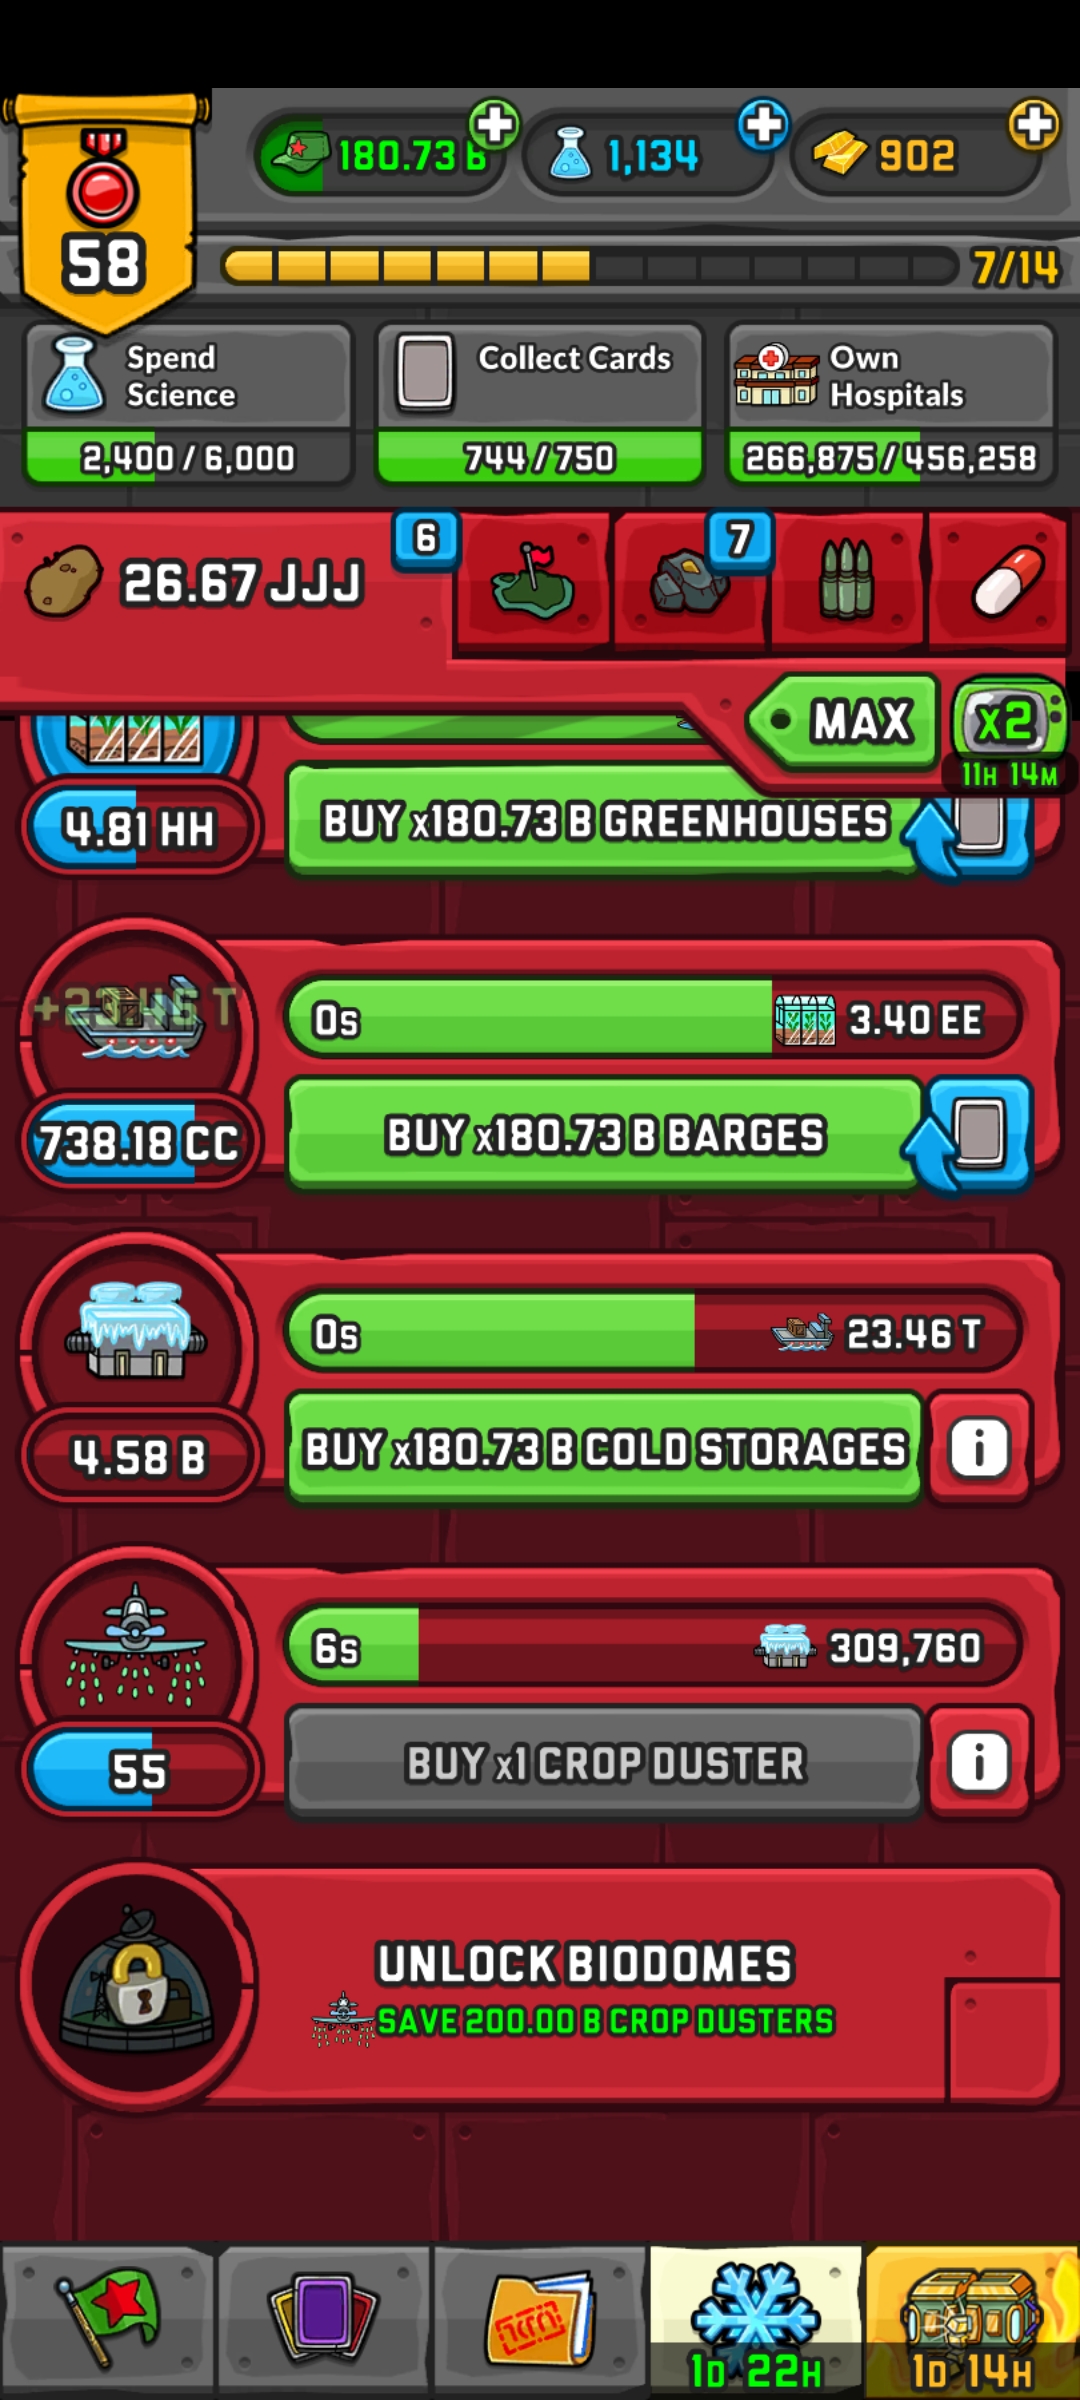 180.73 B
1,134
902
58
7/14
Spend
Science
2,400 / 6,000
Collect Cards
744 / 750
Own
Hospitals
266,875 / 456,258
26.67 JJJ
6
7
MAX
x2
11H 14M
4.81 HH
BUY x180.73 B GREENHOUSES
+23.45 T
0s
3.40 EE
738.18 CC
BUY x180.73 B BARGES
0s
23.46 T
4.58 B
BUY x180.73 B COLD STORAGES
i
6s
309,760
55
BUY x1 CROP DUSTER
i
UNLOCK BIODOMES
SAVE 200.00 B CROP DUSTERS
1D 22H
1D 14H